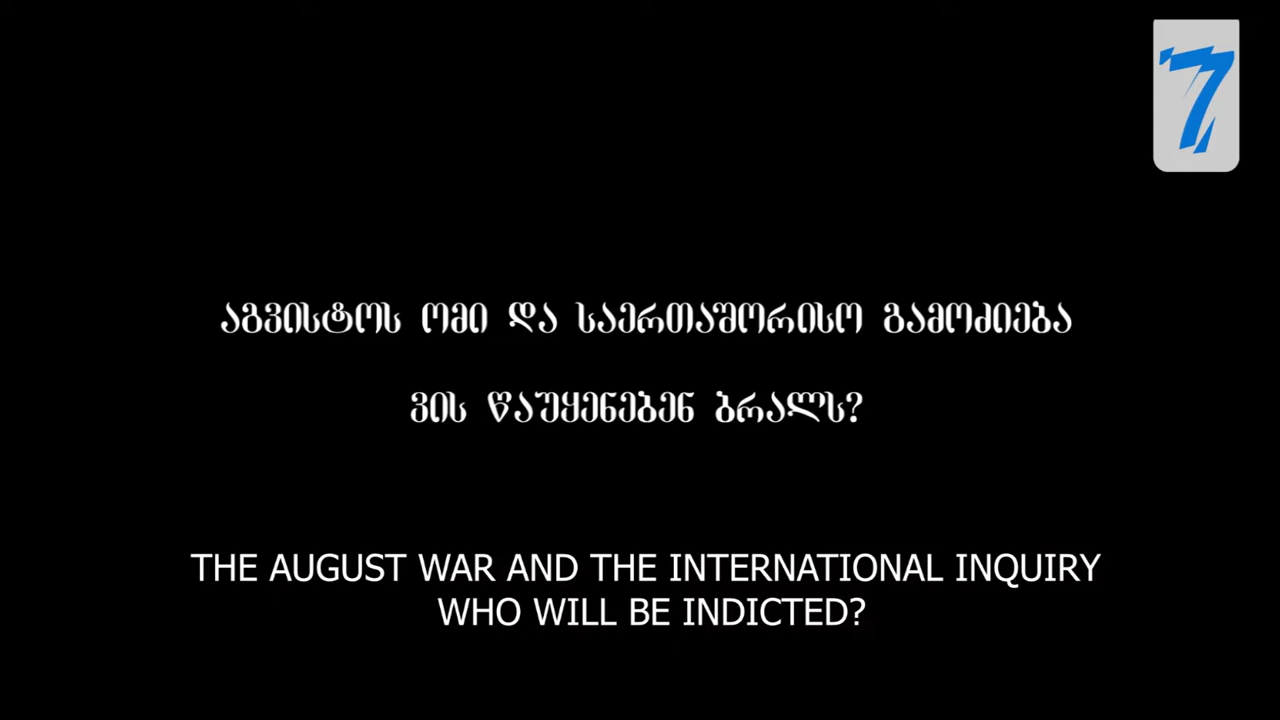 7
აგვისტოს ომი და საერთაშორისო გამოძიება
ვის წაუყენებენ ბრალს?
THE AUGUST WAR AND THE INTERNATIONAL INQUIRY
WHO WILL BE INDICTED?